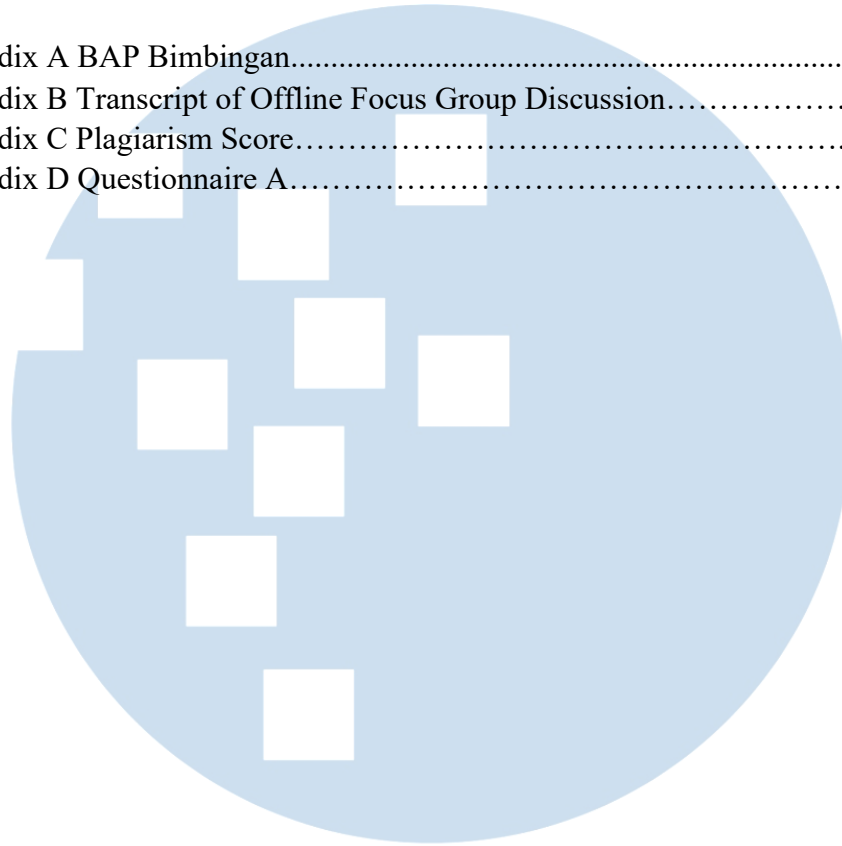 dix A BAP Bimbingan..............................................................................
dix B Transcript of Offline Focus Group Discussion………………
dix C Plagiarism Score……………………………………………………..
dix D Questionnaire A……………………………………………………